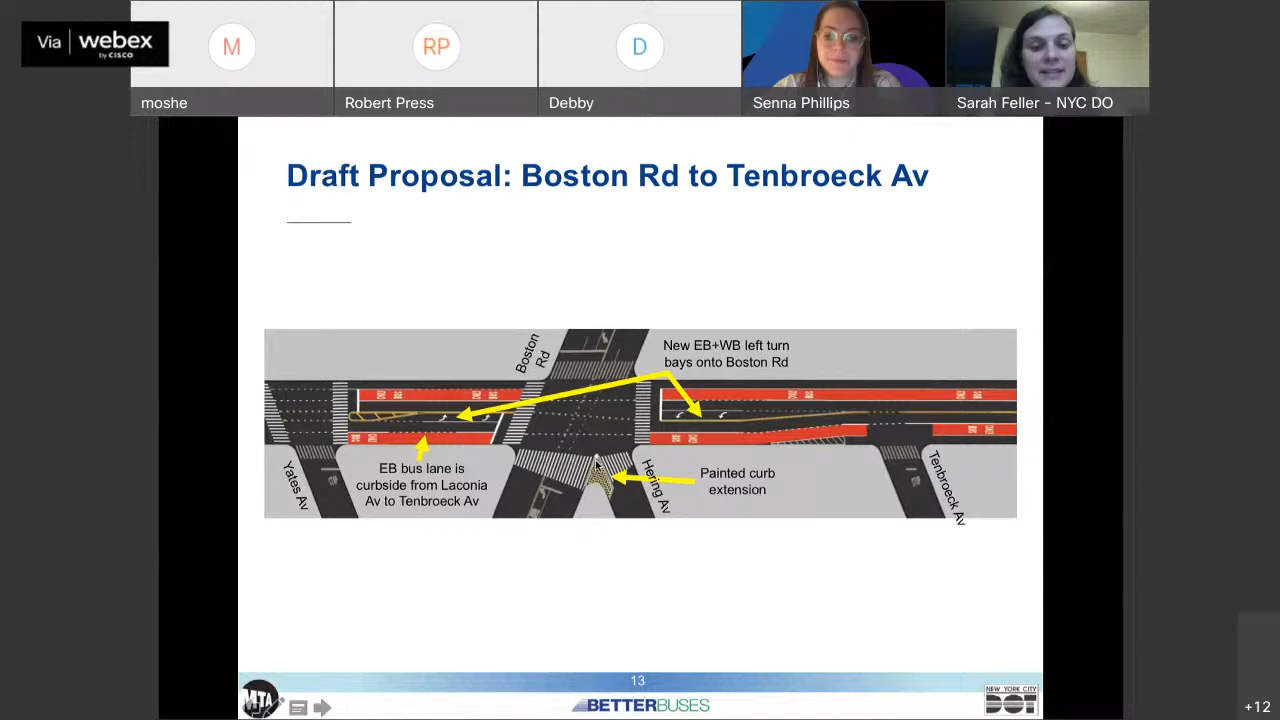 Via webex
by CISCO
M
RP
D
moshe
Robert Press
Debby
Senna Phillips
Sarah Feller - NYC DO
Draft Proposal: Boston Rd to Tenbroeck Av
Boston
Rd
New EB+WB left turn
bays onto Boston Rd
EB bus lane is
curbside from Laconia
Av to Tenbroeck Av
Painted curb
extension
Yates Av
Hering Av
Tenbroeck Av
13
MTA
BETTERBUSES
NEW YORK CITY
DOT
+12